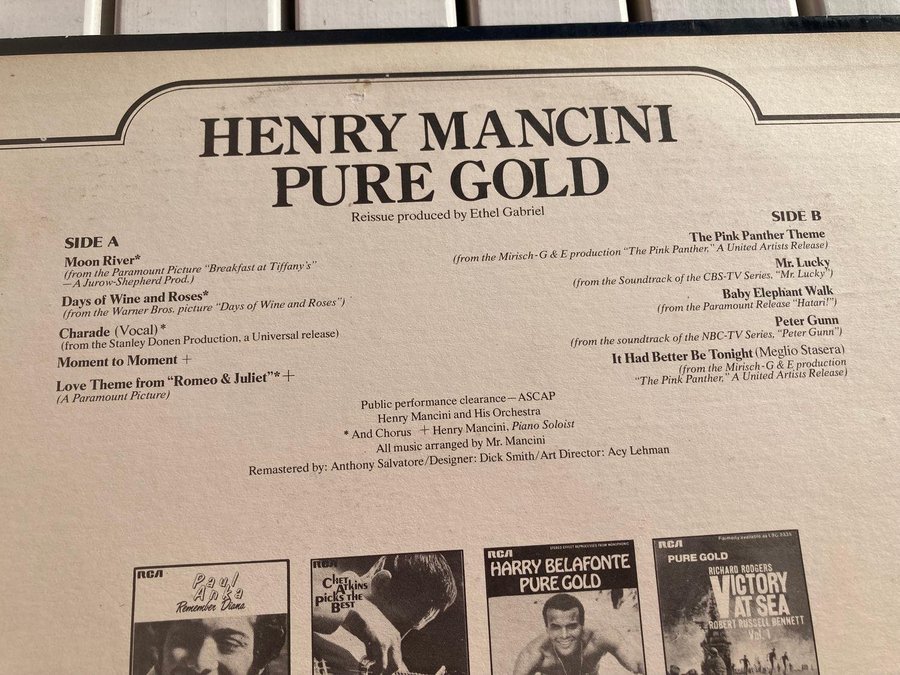 HENRY MANCINI
PURE GOLD
Reissue produced by Ethel Gabriel
SIDE A
Moon River*
(from the Paramount Picture "Breakfast at Tiffany's"
—A Jurow-Shepherd Prod.)
Days of Wine and Roses*
(from the Warner Bros. picture "Days of Wine and Roses")
Charade (Vocal)*
(from the Stanley Donen Production, a Universal release)
Moment to Moment +
Love Theme from "Romeo & Juliet"*+
(A Paramount Picture)
SIDE B
The Pink Panther Theme
(from the Mirisch-G & E production "The Pink Panther," A United Artists Release)
Mr. Lucky
(from the Soundtrack of the CBS-TV Series, "Mr. Lucky")
Baby Elephant Walk
(from the Paramount Release "Hatari!")
Peter Gunn
(from the soundtrack of the NBC-TV Series, "Peter Gunn")
It Had Better Be Tonight (Meglio Stasera)
(from the Mirisch-G & E production
"The Pink Panther," A United Artists Release)
Public performance clearance—ASCAP
Henry Mancini and His Orchestra
* And Chorus + Henry Mancini, Piano Soloist
All music arranged by Mr. Mancini
Remastered by: Anthony Salvatore/Designer: Dick Smith/Art Director: Acy Lehman
RCA
Paul
Anka
Remember Diana
RCA
Chet
Atkins
picks the
Best
STEREO EFFECT REPROCESSED FROM MONOPHONIC
RCA
HARRY BELAFONTE
PURE GOLD
RCA
PURE GOLD
RICHARD RODGERS
VICTORY
AT SEA
ROBERT RUSSELL BENNETT
Vol. 1